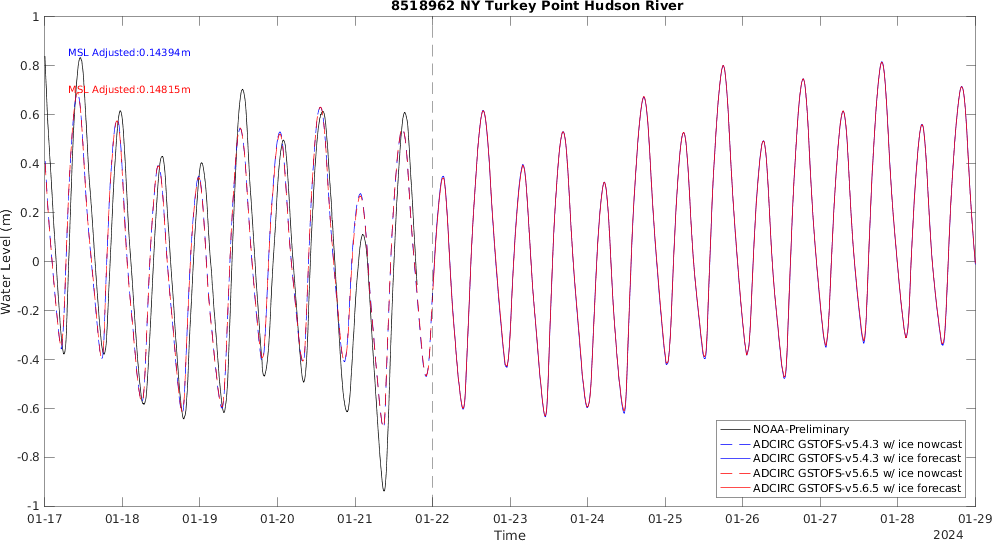 8518962 NY Turkey Point Hudson River
1
0.8
0.6
0.4
0.2
0
-0.2
-0.4
-0.6
-0.8
-1
Water Level (m)
MSL Adjusted:0.14394m
MSL Adjusted:0.14815m
NOAA-Preliminary
ADCIRC GSTOFS-v5.4.3 w/ ice nowcast
ADCIRC GSTOFS-v5.4.3 w/ ice forecast
ADCIRC GSTOFS-v5.6.5 w/ ice nowcast
ADCIRC GSTOFS-v5.6.5 w/ ice forecast
01-17 01-18 01-19 01-20 01-21 01-22 01-23 01-24 01-25 01-26 01-27 01-28 01-29
Time
2024